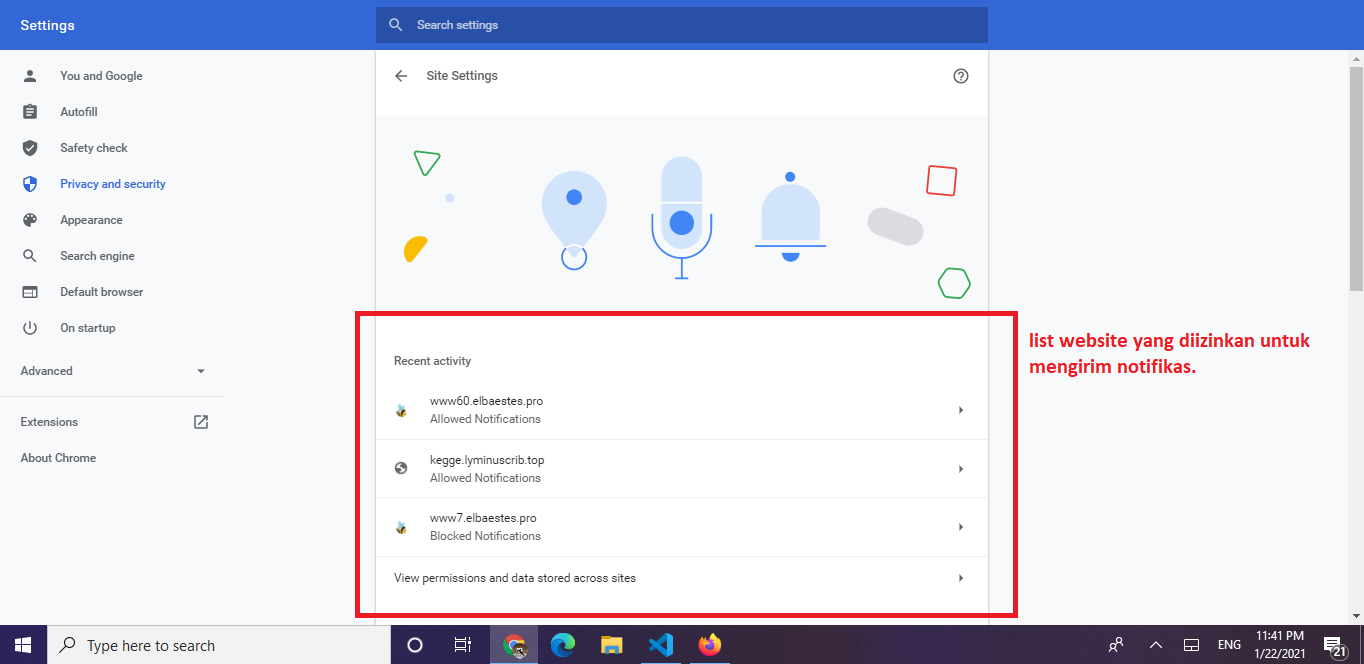 Settings
Search settings
You and Google
Autofill
Safety check
Privacy and security
Appearance
Search engine
Default browser
On startup
Advanced
Extensions
About Chrome
Site Settings
Recent activity
www60.elbaestes.pro
Allowed Notifications
kegge.lyminuscrib.top
Allowed Notifications
www7.elbaestes.pro
Blocked Notifications
View permissions and data stored across sites
list website yang diizinkan untuk
mengirim notifikas.
Type here to search
ENG
11:41 PM
1/22/2021
21